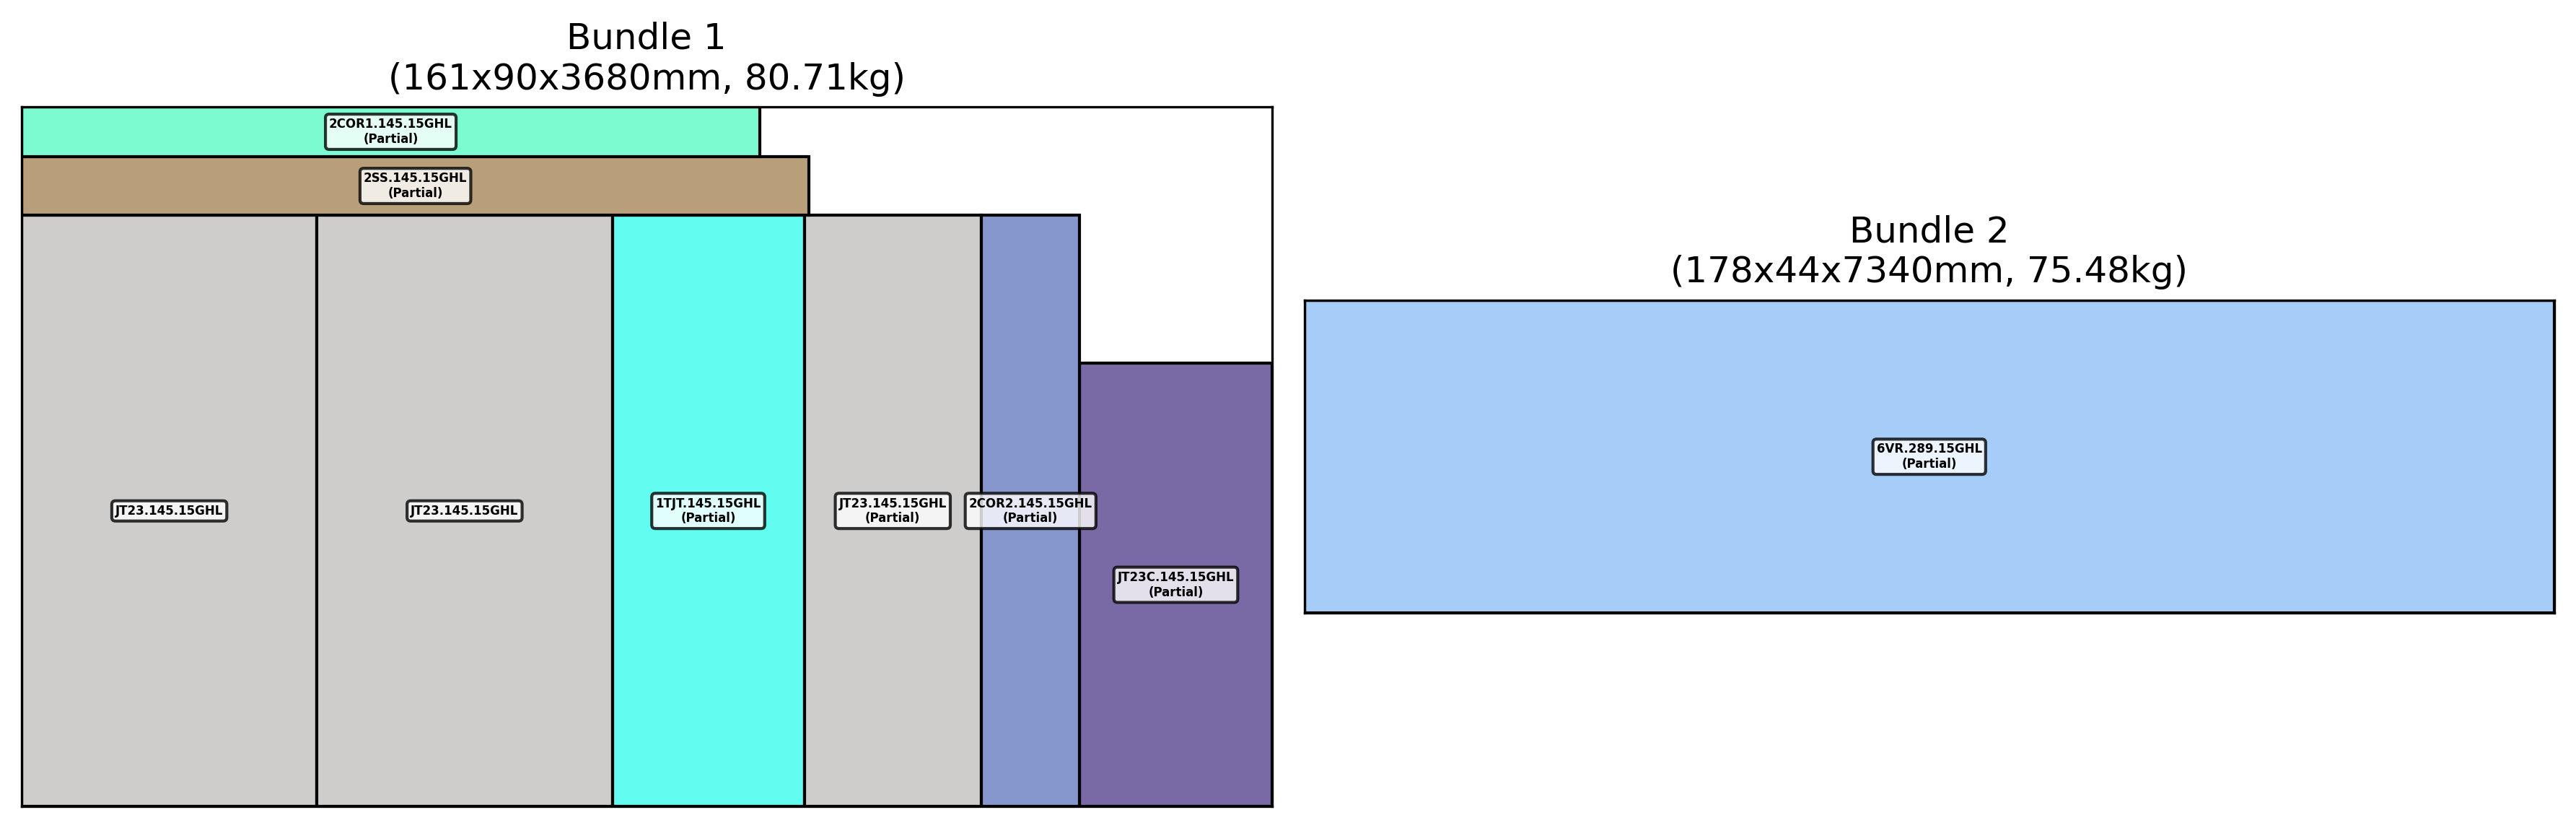 Bundle 1
(161x90x3680mm, 80.71kg)
2COR1.145.15GHL
(Partial)
2SS.145.15GHL
(Partial)
JT23.145.15GHL
JT23.145.15GHL
1TJT.145.15GHL
(Partial)
JT23.145.15GHL
(Partial)
2COR2.145.15GHL
(Partial)
JT23C.145.15GHL
(Partial)
Bundle 2
(178x44x7340mm, 75.48kg)
6VR.289.15GHL
(Partial)